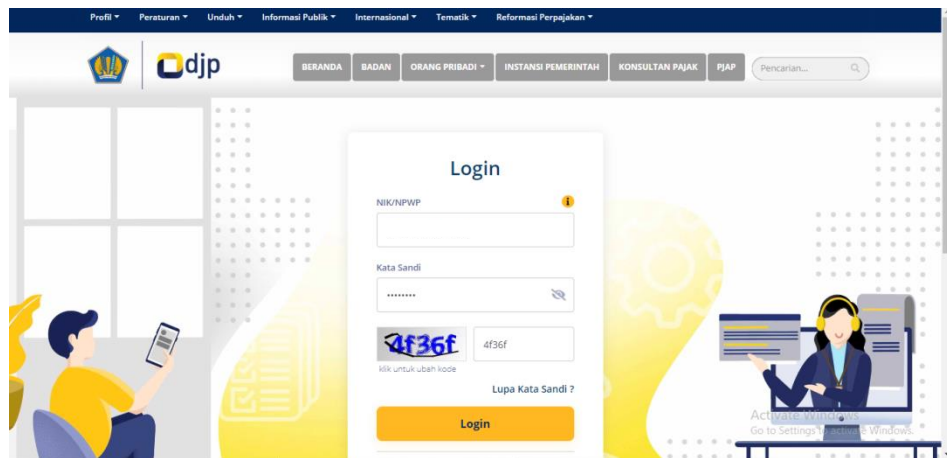 Profil Peraturan Unduh Informasi Publik Internasional Tematik Reformasi Perpajakan
djp
BERANDA BADAN ORANG PRIBADI INSTANSI PEMERINTAH KONSULTAN PAJAK PJAP Pencarian...
Login
NIK/NPWP
Kata Sandi
••••••••
4f36f 4f36f
klik untuk ubah kode
Lupa Kata Sandi ?
Login
Activate Windows
Go to Settings to activate Windows.